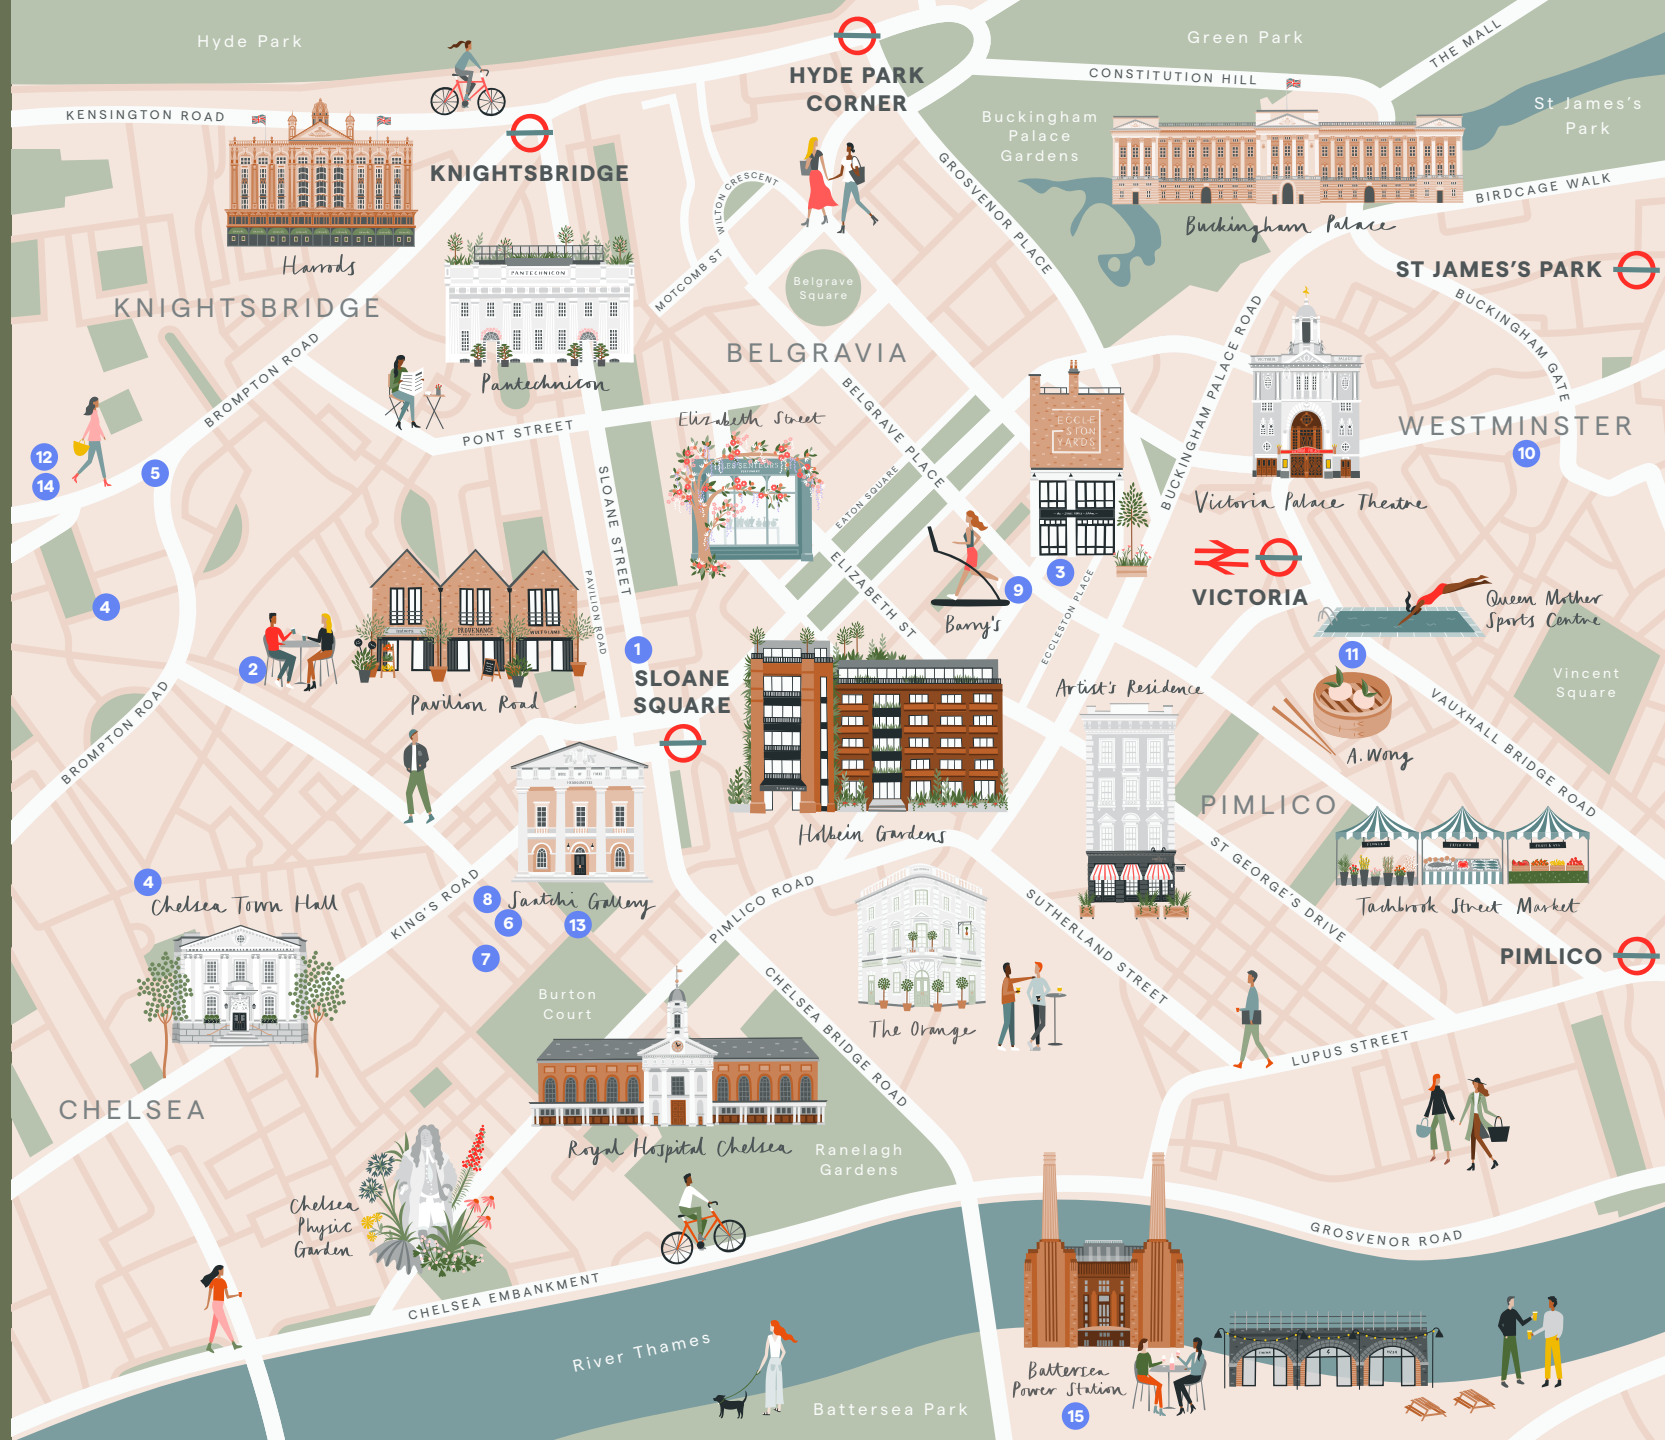 Hyde Park
Green Park
THE MALL
HYDE PARK
CORNER
CONSTITUTION HILL
KENSINGTON ROAD
Buckingham
Palace
Gardens
St James's
Park
KNIGHTSBRIDGE
GROSVENOR PLACE
BIRDCAGE WALK
WILTON CRESCENT
Buckingham Palace
Harrods
PANTECHNICON
MOTCOMB ST
Belgrave
Square
ST JAMES'S PARK
KNIGHTSBRIDGE
BUCKINGHAM GATE
BELGRAVIA
BUCKINGHAM PALACE ROAD
BROMPTON ROAD
Pantechnicon
BELGRAVE PLACE
Elizabeth Street
ECCLE
STON
YARDS
WESTMINSTER
PONT STREET
12
14
5
10
LES SENTEURS
SLOANE STREET
EATON SQUARE
Victoria Palace Theatre
ELIZABETH ST
3
9
VICTORIA
Barry's
ECCLESTON PLACE
Queen Mother
Sports Centre
4
PAVILION ROAD
PROVENANCE
2
1
11
SLOANE
SQUARE
Vincent
Square
Artist's Residence
Pavilion Road
BROMPTON ROAD
VAUXHALL BRIDGE ROAD
A. Wong
PIMLICO
Holbein Gardens
ST GEORGE'S DRIVE
4
Chelsea Town Hall
KING'S ROAD
8
Saatchi Gallery
6
13
7
PIMLICO ROAD
SUTHERLAND STREET
Tachbrook Street Market
PIMLICO
Burton
Court
CHELSEA BRIDGE ROAD
The Orange
LUPUS STREET
CHELSEA
Royal Hospital Chelsea
Ranelagh
Gardens
Chelsea
Physic
Garden
GROSVENOR ROAD
CHELSEA EMBANKMENT
River Thames
Battersea
Power Station
15
Battersea Park